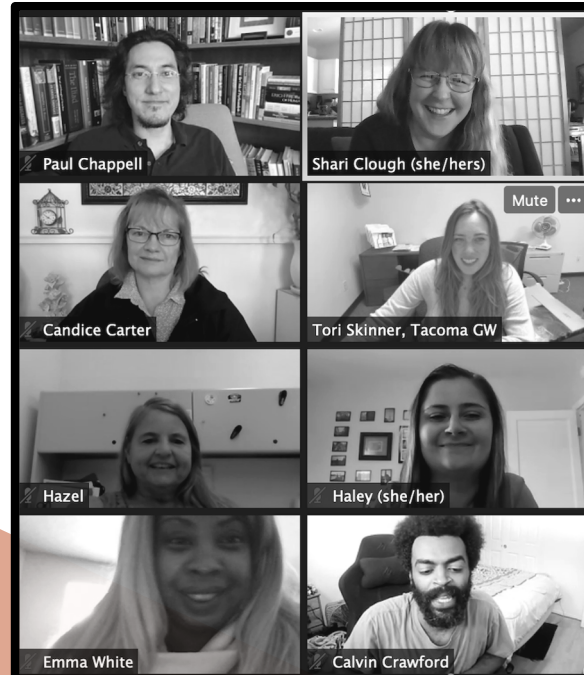 Paul Chappell
Shari Clough (she/hers)
Mute
Candice Carter
Tori Skinner, Tacoma GW
Hazel
Haley (she/her)
Emma White
Calvin Crawford